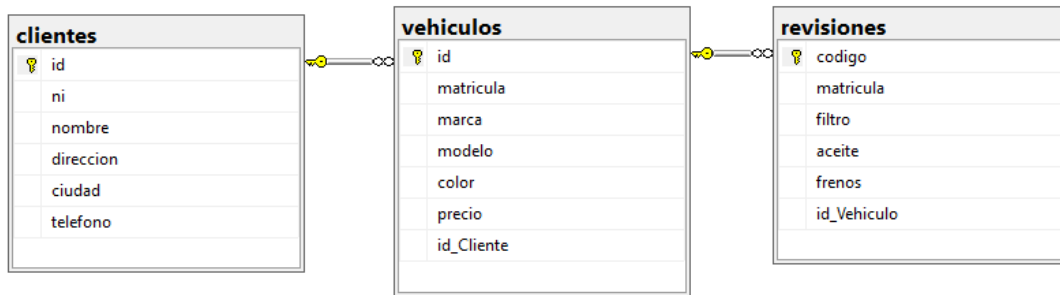 clientes
id
ni
nombre
direccion
ciudad
telefono
vehiculos
id
matricula
marca
modelo
color
precio
id_Cliente
revisiones
codigo
matricula
filtro
aceite
frenos
id_Vehiculo